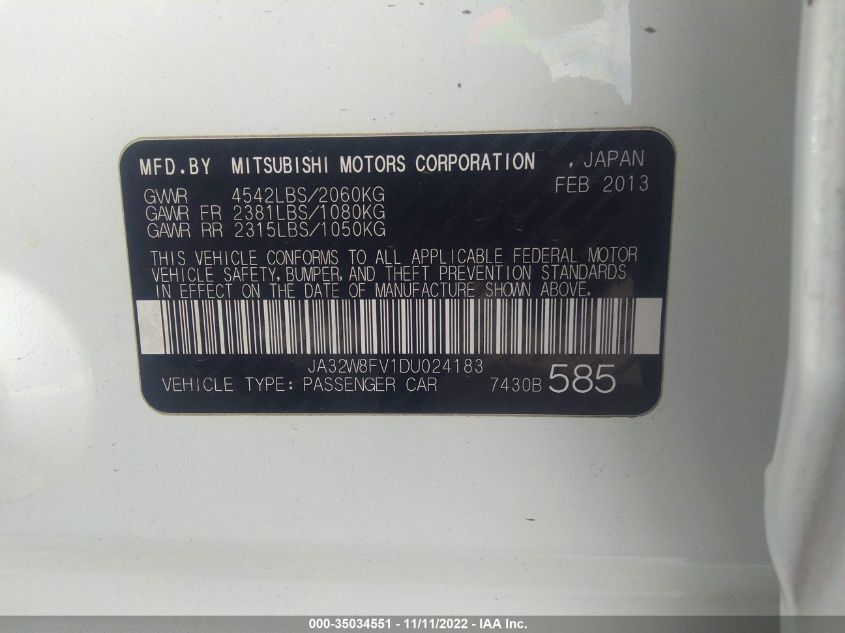 MFD.BY MITSUBISHI MOTORS CORPORATION , JAPAN
FEB 2013
GVWR 4542LBS/2060KG
GAWR FR 2381LBS/1080KG
GAWR RR 2315LBS/1050KG
THIS VEHICLE CONFORMS TO ALL APPLICABLE FEDERAL MOTOR
VEHICLE SAFETY, BUMPER, AND THEFT PREVENTION STANDARDS
IN EFFECT ON THE DATE OF MANUFACTURE SHOWN ABOVE.
JA32W8FV1DU024183
VEHICLE TYPE: PASSENGER CAR 7430B 585
000-35034551 - 11/11/2022 - IAA Inc.